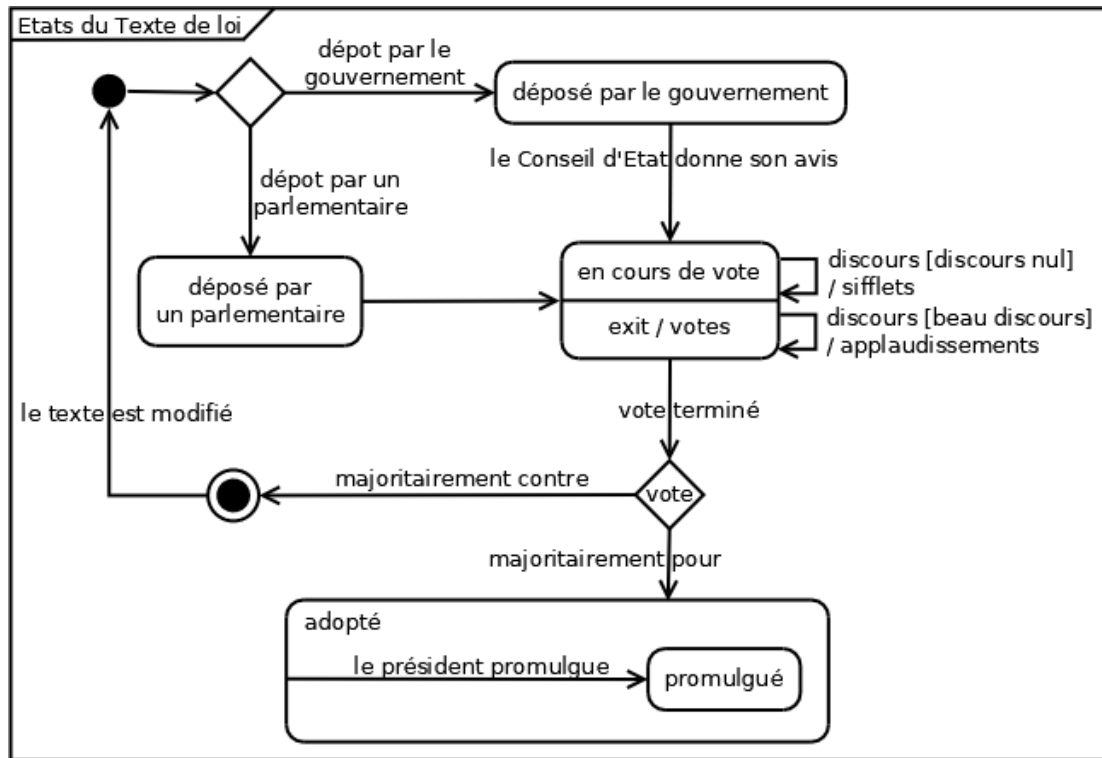 Etats du Texte de loi
dépot par le
gouvernement
déposé par le gouvernement
le Conseil d'Etat donne son avis
dépot par un
parlementaire
déposé par
un parlementaire
en cours de vote
exit / votes
discours [discours nul]
/ sifflets
discours [beau discours]
/ applaudissements
le texte est modifié
vote terminé
majoritairement contre
vote
majoritairement pour
adopté
le président promulgue
promulgué